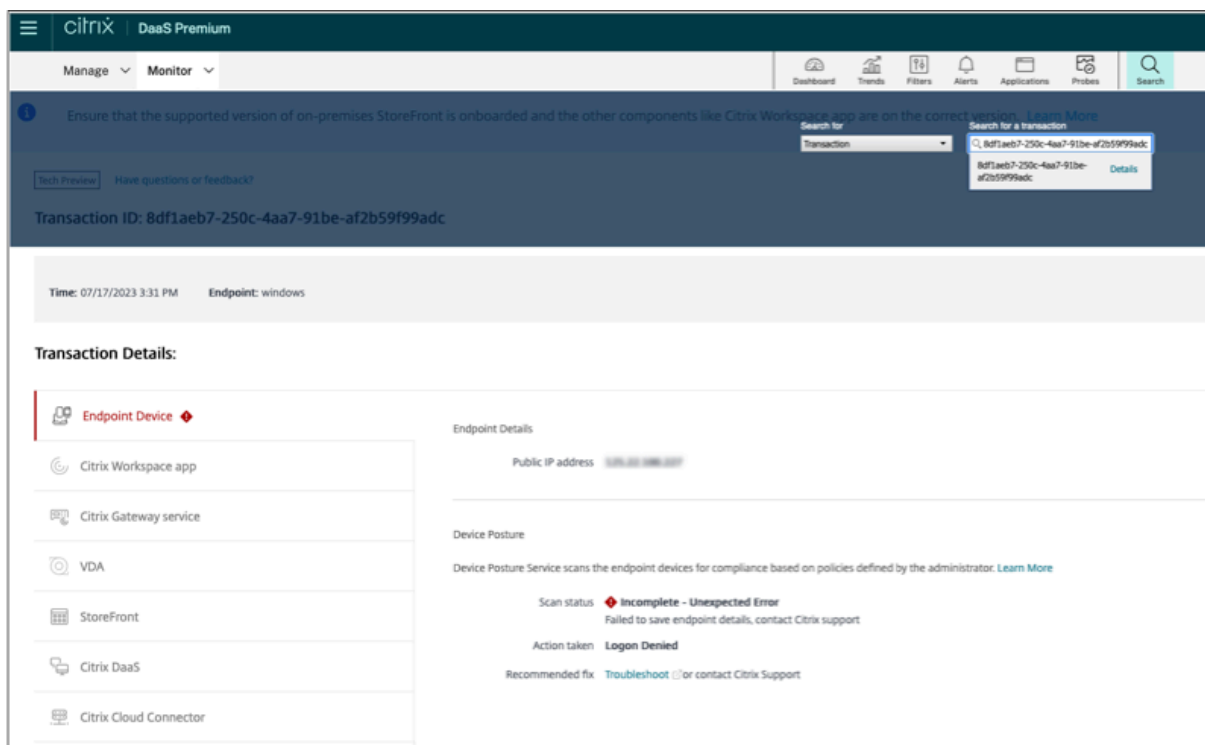 citrix | DaaS Premium
Manage Monitor
Dashboard Trends Filters Alerts Applications Probes Search
Ensure that the supported version of on-premises StoreFront is onboarded and the other components like Citrix Workspace app are on the correct version. Learn More
Search for
Transaction
Search for a transaction
8df1aeb7-250c-4aa7-91be-af2b59f99adc
8df1aeb7-250c-4aa7-91be-
af2b59f99adc
Details
Tech Preview Have questions or feedback?
Transaction ID: 8df1aeb7-250c-4aa7-91be-af2b59f99adc
Time: 07/17/2023 3:31 PM Endpoint: windows
Transaction Details:
Endpoint Device
Citrix Workspace app
Citrix Gateway service
VDA
StoreFront
Citrix DaaS
Citrix Cloud Connector
Endpoint Details
Public IP address
Device Posture
Device Posture Service scans the endpoint devices for compliance based on policies defined by the administrator. Learn More
Scan status Incomplete - Unexpected Error
Failed to save endpoint details, contact Citrix support
Action taken Logon Denied
Recommended fix Troubleshoot or contact Citrix Support